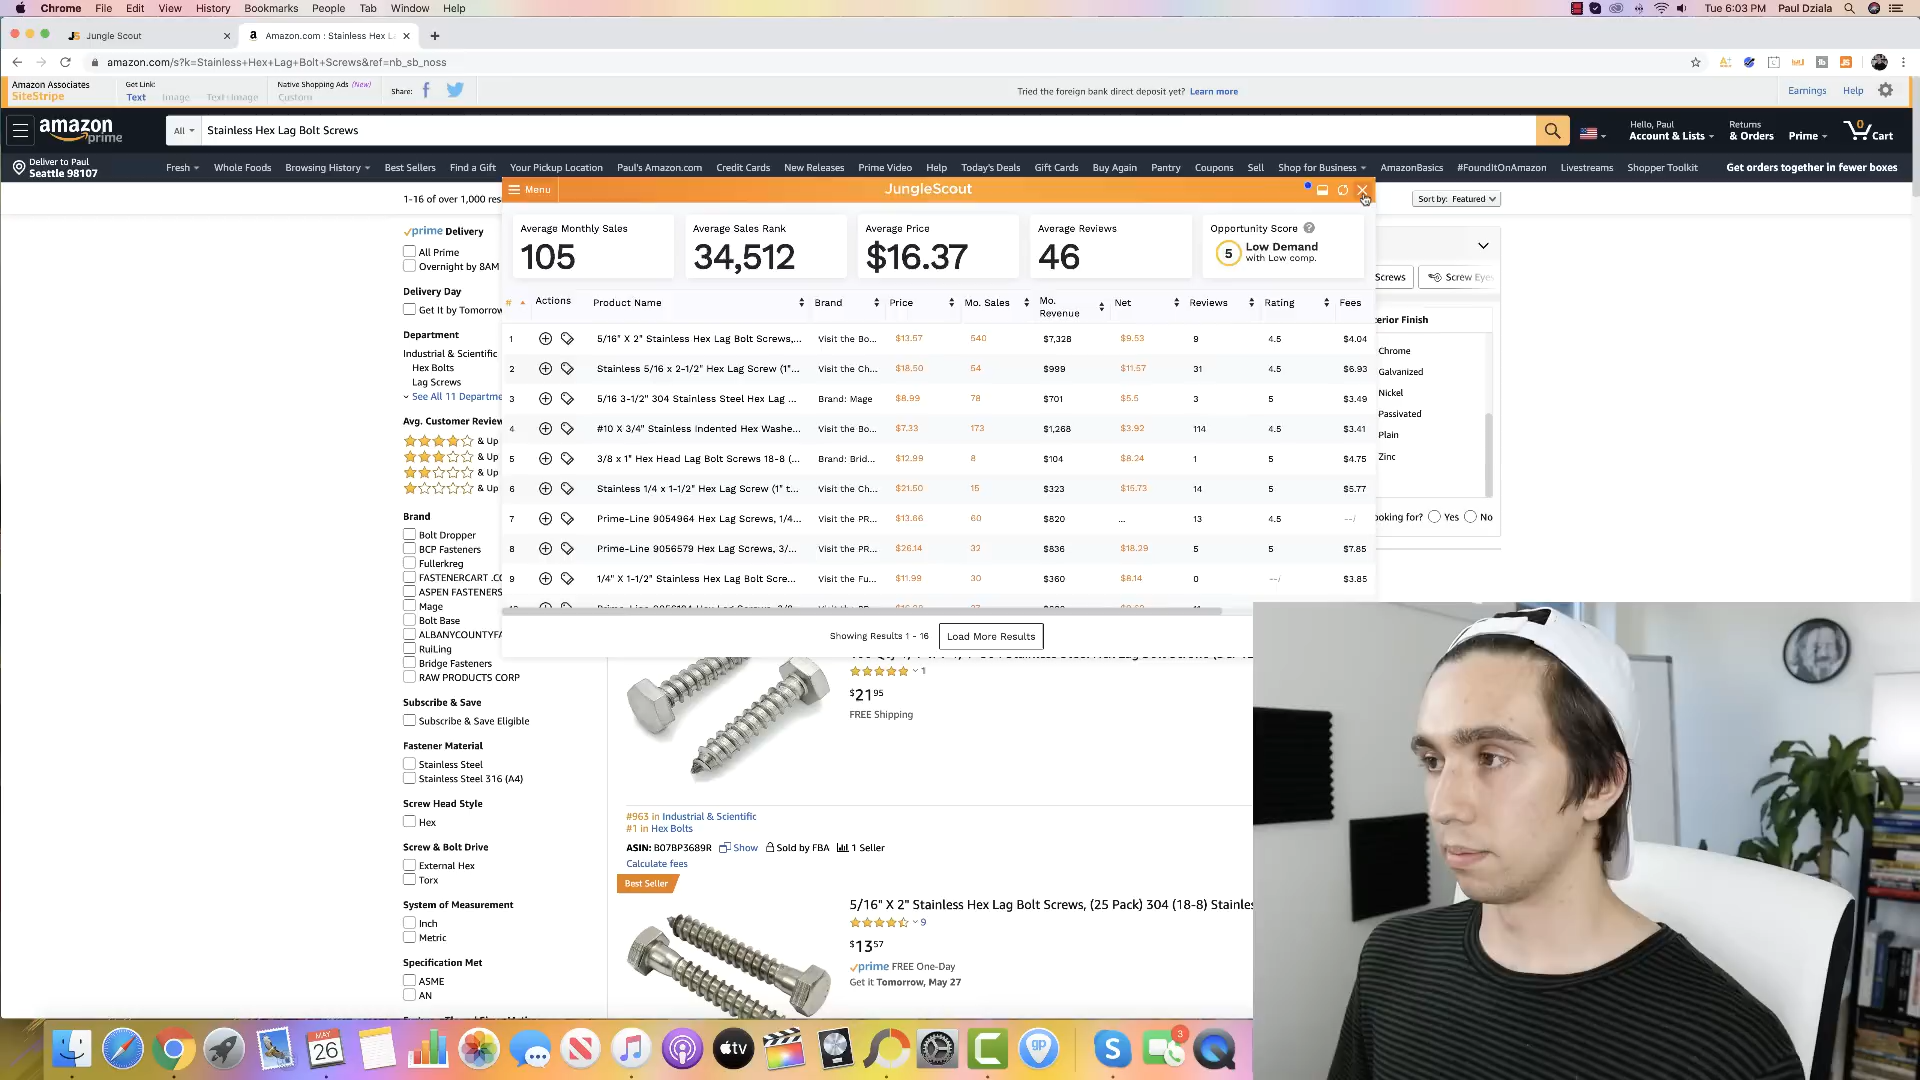 Chrome File Edit View History Bookmarks People Tab Window Help Tue 6:03 PM Paul Dziala
Jungle Scout Amazon.com : Stainless Hex La
amazon.com/s?k=Stainless+Hex+Lag+Bolt+Screws&ref=nb_sb_noss
Amazon Associates Get Link: Native Shopping Ads (New)
SiteStripe Text Image Text+Image Custom Share: Tried the foreign bank direct deposit yet? Learn more Earnings Help
amazon prime All Stainless Hex Lag Bolt Screws Hello, Paul Account & Lists Returns & Orders Prime 0 Cart
Deliver to Paul
Seattle 98107 Fresh Whole Foods Browsing History Best Sellers Find a Gift Your Pickup Location Paul's Amazon.com Credit Cards New Releases Prime Video Help Today's Deals Gift Cards Buy Again Pantry Coupons Sell Shop for Business AmazonBasics #FoundItOnAmazon Livestreams Shopper Toolkit Get orders together in fewer boxes
1-16 of over 1,000 res Sort by: Featured
Menu JungleScout
Average Monthly Sales Average Sales Rank Average Price Average Reviews Opportunity Score
105 34,512 $16.37 46 5 Low Demand
with Low comp.
# Actions Product Name Brand Price Mo. Sales Mo. Revenue Net Reviews Rating Fees
1 5/16" X 2" Stainless Hex Lag Bolt Screws,... Visit the Bo... $13.57 540 $7,328 $9.53 9 4.5 $4.04
2 Stainless 5/16 x 2-1/2" Hex Lag Screw (1"... Visit the Ch... $18.50 54 $999 $11.57 31 4.5 $6.93
3 5/16 3-1/2" 304 Stainless Steel Hex Lag ... Brand: Mage $8.99 78 $701 $5.5 3 5 $3.49
4 #10 X 3/4" Stainless Indented Hex Washe... Visit the Bo... $7.33 173 $1,268 $3.92 114 4.5 $3.41
5 3/8 x 1" Hex Head Lag Bolt Screws 18-8 (... Brand: Brid... $12.99 8 $104 $8.24 1 5 $4.75
6 Stainless 1/4 x 1-1/2" Hex Lag Screw (1" t... Visit the Ch... $21.50 15 $323 $15.73 14 5 $5.77
7 Prime-Line 9054964 Hex Lag Screws, 1/4... Visit the PR... $13.66 60 $820 ... 13 4.5 --/
8 Prime-Line 9056579 Hex Lag Screws, 3/... Visit the PR... $26.14 32 $836 $18.29 5 5 $7.85
9 1/4" X 1-1/2" Stainless Hex Lag Bolt Scre... Visit the Fu... $11.99 30 $360 $8.14 0 --/ $3.85
Showing Results 1 - 16 Load More Results
Screws Screw Eye
terior Finish
Chrome
Galvanized
Nickel
Passivated
Plain
Zinc
ooking for? Yes No
prime Delivery
All Prime
Overnight by 8AM
Delivery Day
Get It by Tomorrow
Department
Industrial & Scientific
Hex Bolts
Lag Screws
See All 11 Departme
Avg. Customer Review
& Up
& Up
& Up
& Up
Brand
Bolt Dropper
BCP Fasteners
Fullerkreg
FASTENERCART .CO
ASPEN FASTENERS
Mage
Bolt Base
ALBANYCOUNTYFA
RuiLing
Bridge Fasteners
RAW PRODUCTS CORP
Subscribe & Save
Subscribe & Save Eligible
Fastener Material
Stainless Steel
Stainless Steel 316 (A4)
Screw Head Style
Hex
Screw & Bolt Drive
External Hex
Torx
System of Measurement
Inch
Metric
Specification Met
ASME
AN
1
$21 95
FREE Shipping
#963 in Industrial & Scientific
#1 in Hex Bolts
ASIN: B07BP3689R Show Sold by FBA 1 Seller
Calculate fees
Best Seller
5/16" X 2" Stainless Hex Lag Bolt Screws, (25 Pack) 304 (18-8) Stainles
9
$13 57
prime FREE One-Day
Get it Tomorrow, May 27
MAY
26
tv
gp
3